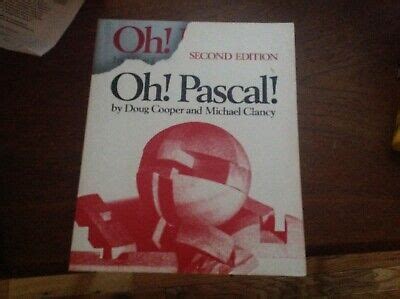 Oh!
SECOND EDITION
Oh! Pascal!
by Doug Cooper and Michael Clancy